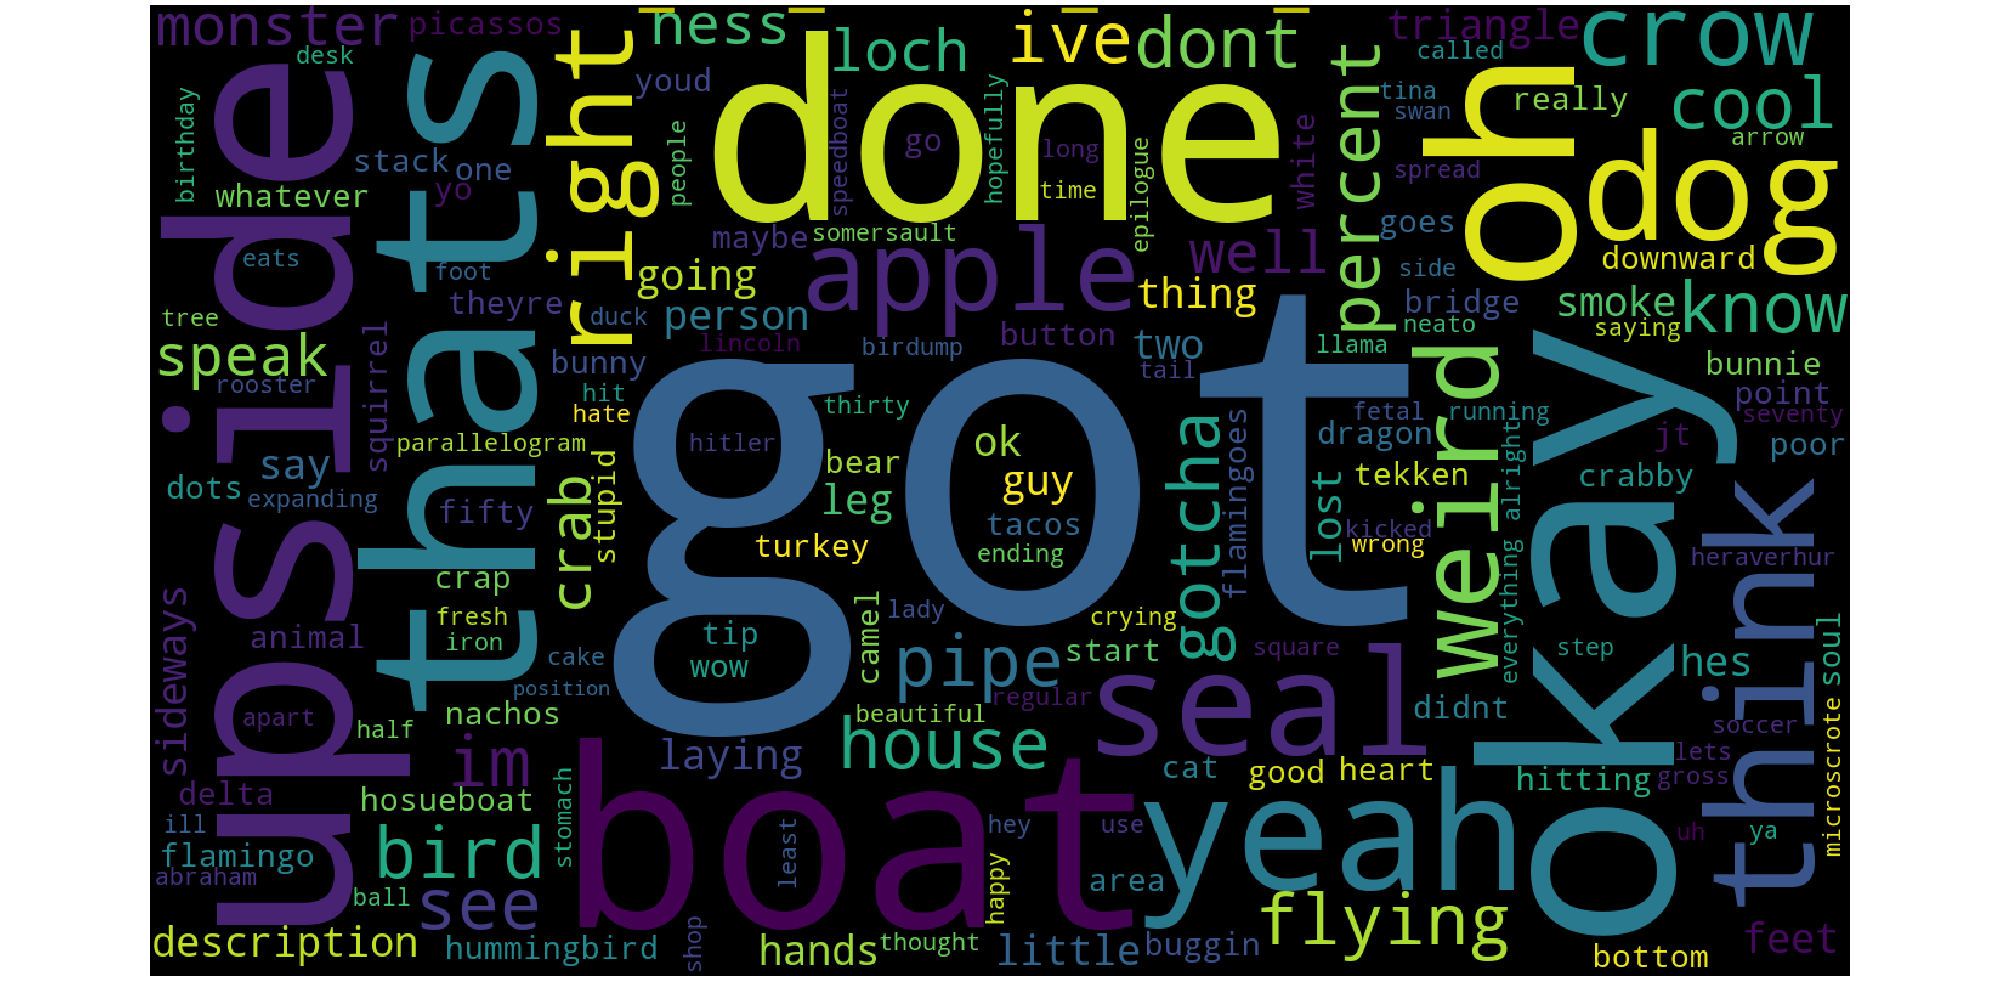 monster
picassos
ness
loch
ive
dont
triangle
called
crow
desk
upside
thats
right
youd
done
hopefully
percent
oh
tina
swan
really
cool
arrow
birthday
stack
one
yo
whatever
people
speedboat
go
long
time
epilogue
white
spread
dog
eats
foot
theyre
maybe
somersault
going
apple
well
thing
goes
side
downward
tree
speak
rooster
squirrel
duck
person
lincoln
birdump
button
two
tail
bridge
neato
llama
smoke
saying
know
bunny
hit
hate
thirty
got
fetal
running
weird
okay
bunnie
point
seventy
jt
poor
parallelogram
say
dots
expanding
fifty
crab
stupid
hitler
bear
leg
ok
guy
tacos
ending
turkey
gotcha
flamingoes
lost
dragon
tekken
kicked
wrong
alright
everything
crabby
think
heraverhur
crap
fresh
iron
sideways
animal
cake
position
tip
wow
camel
lady
pipe
crying
start
square
regular
seal
step
hes
soul
apart
half
nachos
im
laying
beautiful
house
didnt
soccer
lets
gross
microscrote
delta
hosueboat
stomach
boat
cat
good
heart
hitting
ill
flamingo
abraham
bird
ball
see
least
hey
use
yeah
uh
ya
happy
area
flying
feet
description
hummingbird
shop
hands
thought
little
buggin
bottom